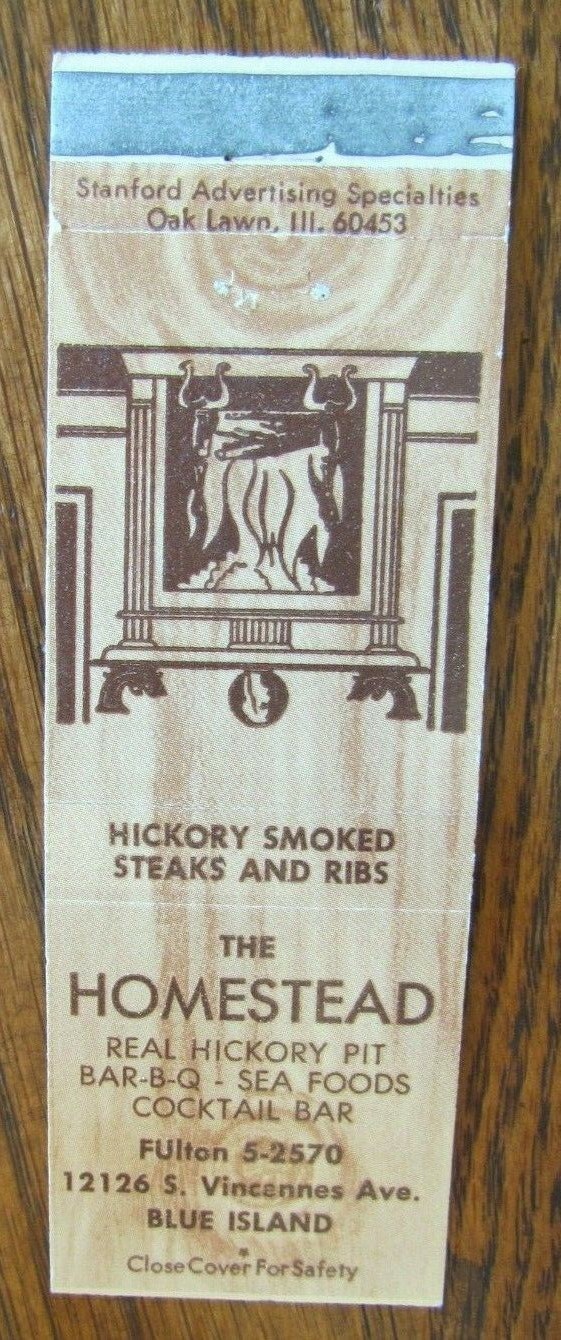 Stanford Advertising Specialties
Oak Lawn, Ill. 60453
HICKORY SMOKED
STEAKS AND RIBS
THE
HOMESTEAD
REAL HICKORY PIT
BAR-B-Q - SEA FOODS
COCKTAIL BAR
FUlton 5-2570
12126 S. Vincennes Ave.
BLUE ISLAND
*
Close Cover For Safety